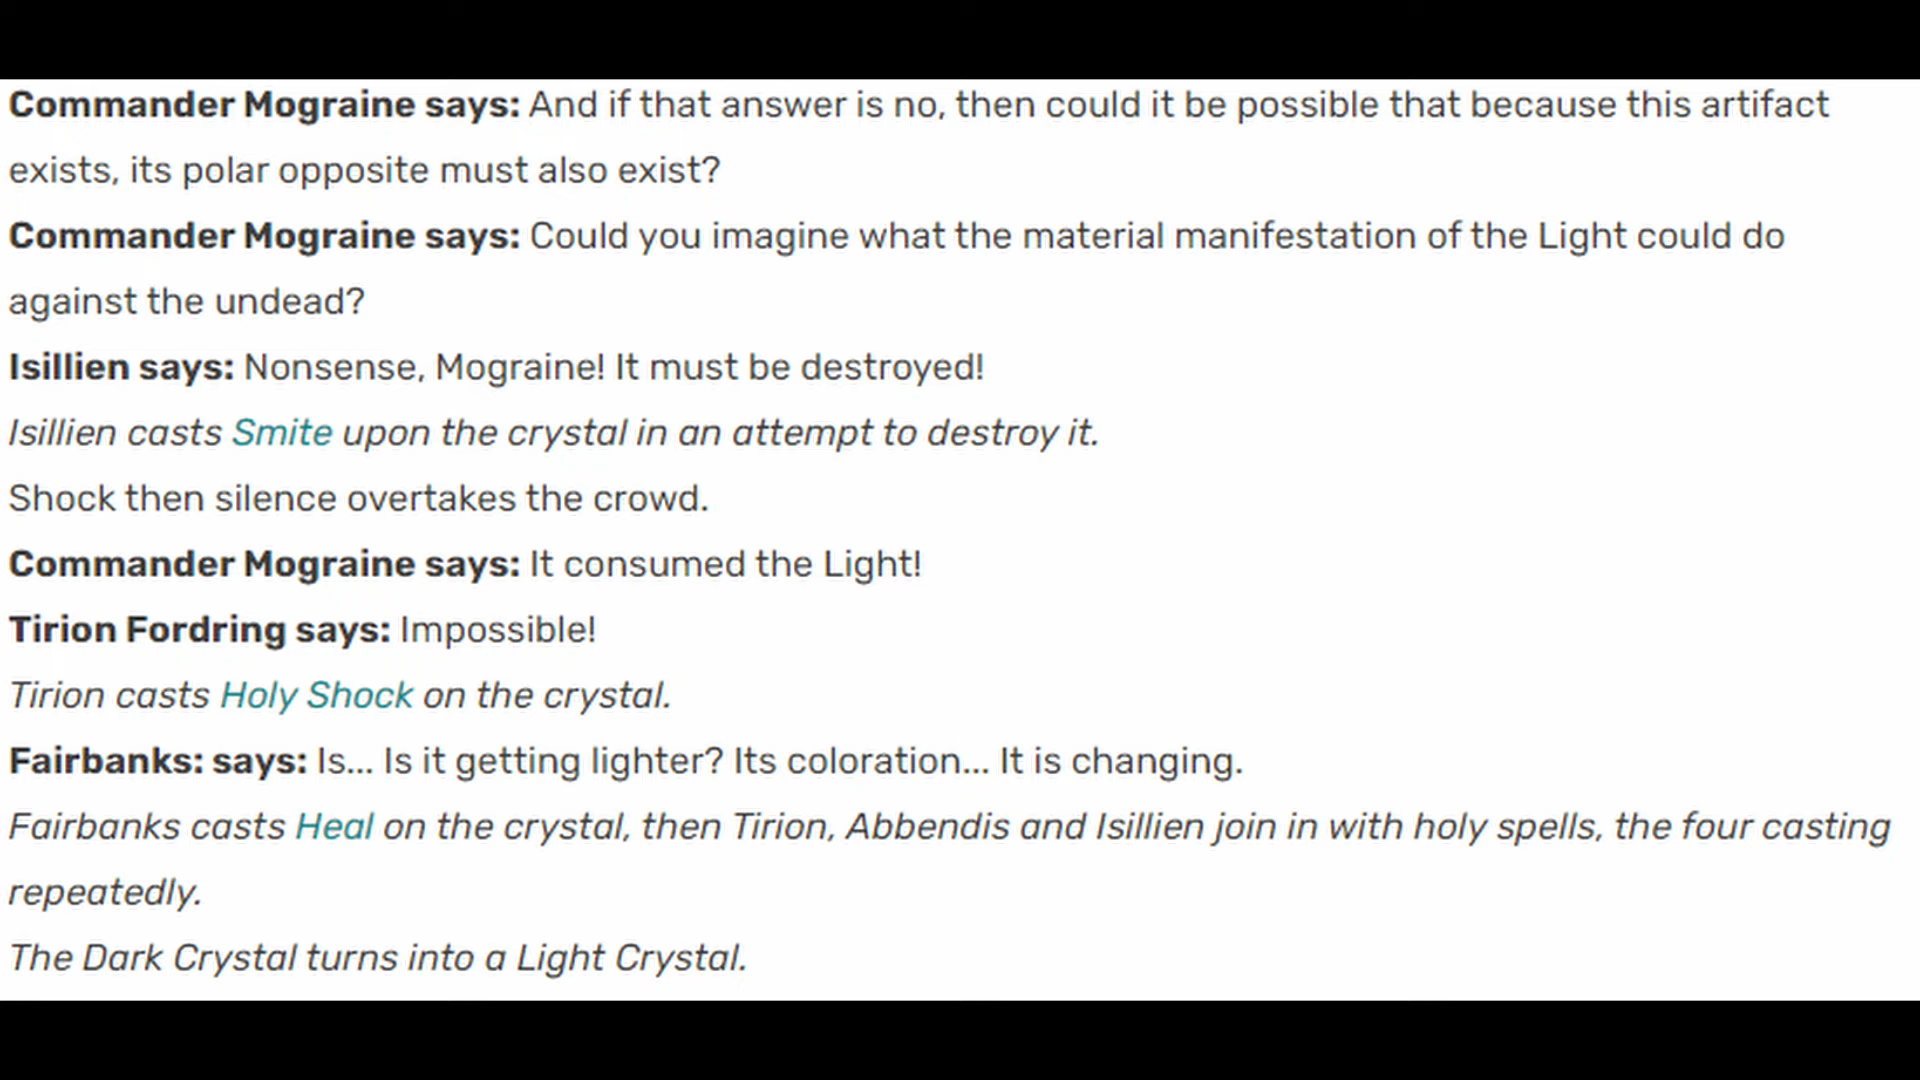 Commander Mograine says: And if that answer is no, then could it be possible that because this artifact
exists, its polar opposite must also exist?
Commander Mograine says: Could you imagine what the material manifestation of the Light could do
against the undead?
Isillien says: Nonsense, Mograine! It must be destroyed!
Isillien casts Smite upon the crystal in an attempt to destroy it.
Shock then silence overtakes the crowd.
Commander Mograine says: It consumed the Light!
Tirion Fordring says: Impossible!
Tirion casts Holy Shock on the crystal.
Fairbanks: says: Is... Is it getting lighter? Its coloration... It is changing.
Fairbanks casts Heal on the crystal, then Tirion, Abbendis and Isillien join in with holy spells, the four casting
repeatedly.
The Dark Crystal turns into a Light Crystal.